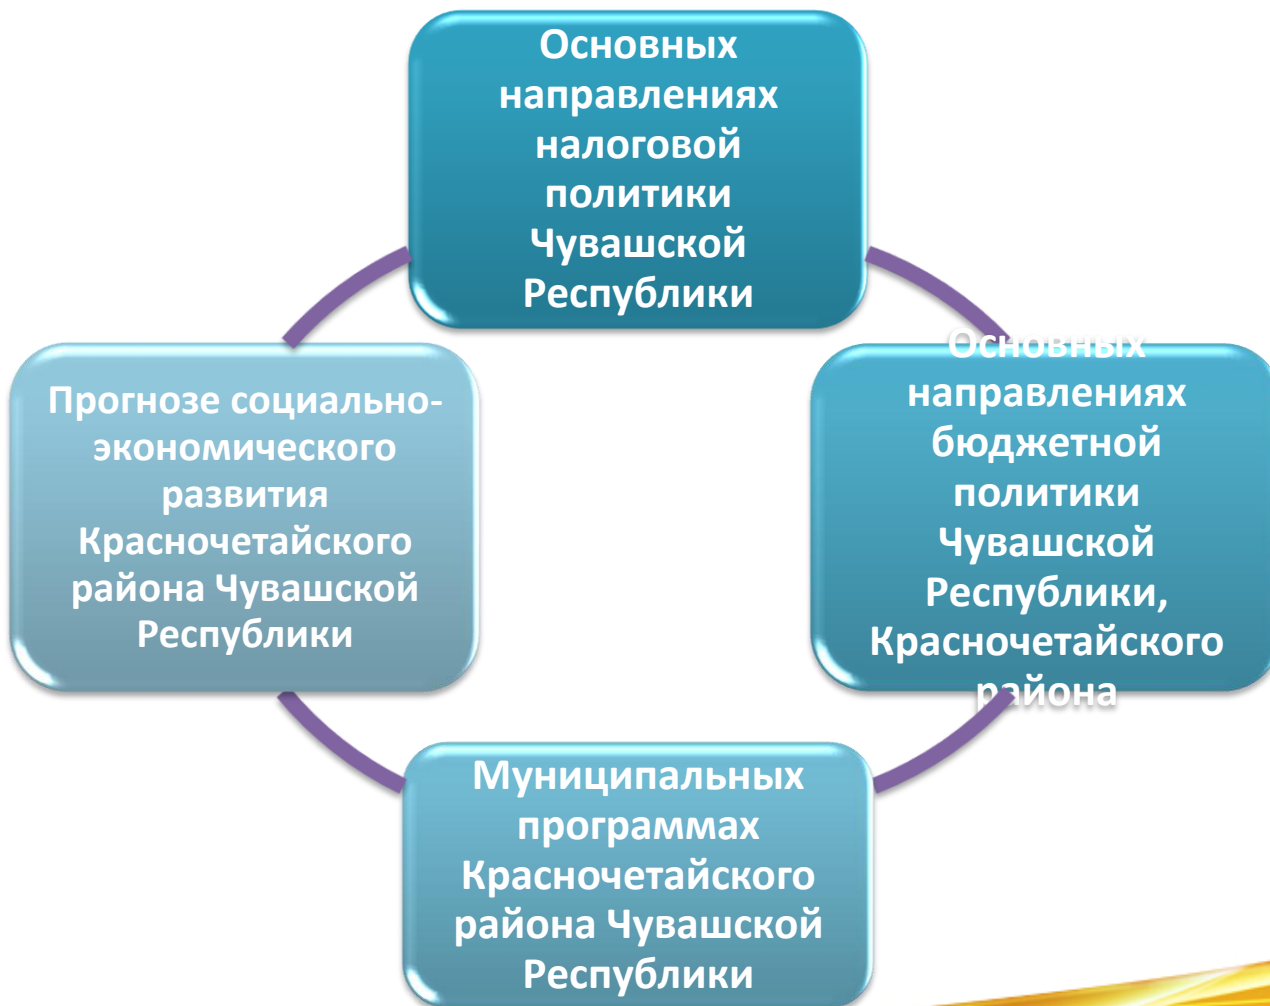 Основных
направлениях
налоговой
политики
Чувашской
Республики
Основных
направлениях
бюджетной
политики
Чувашской
Республики,
Красночетайского
района
Муниципальных
программах
Красночетайского
района Чувашской
Республики
Прогнозе социально-
экономического
развития
Красночетайского
района Чувашской
Республики